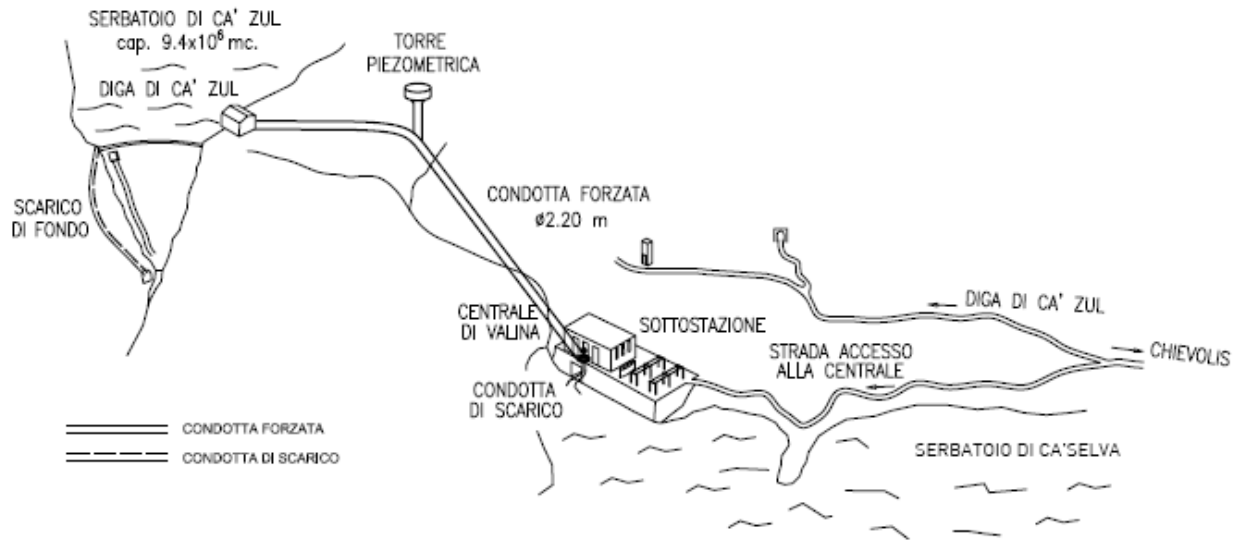 SERBATOIO DI CA' ZUL
cap. 9.4x10⁶ mc.
TORRE
PIEZOMETRICA
DIGA DI CA' ZUL
SCARICO
DI FONDO
CONDOTTA FORZATA
ø2.20 m
CENTRALE
DI VALINA
SOTTOSTAZIONE
DIGA DI CA' ZUL
STRADA ACCESSO
ALLA CENTRALE
CHIEVOLIS
CONDOTTA
DI SCARICO
CONDOTTA FORZATA
CONDOTTA DI SCARICO
SERBATOIO DI CA'SELVA